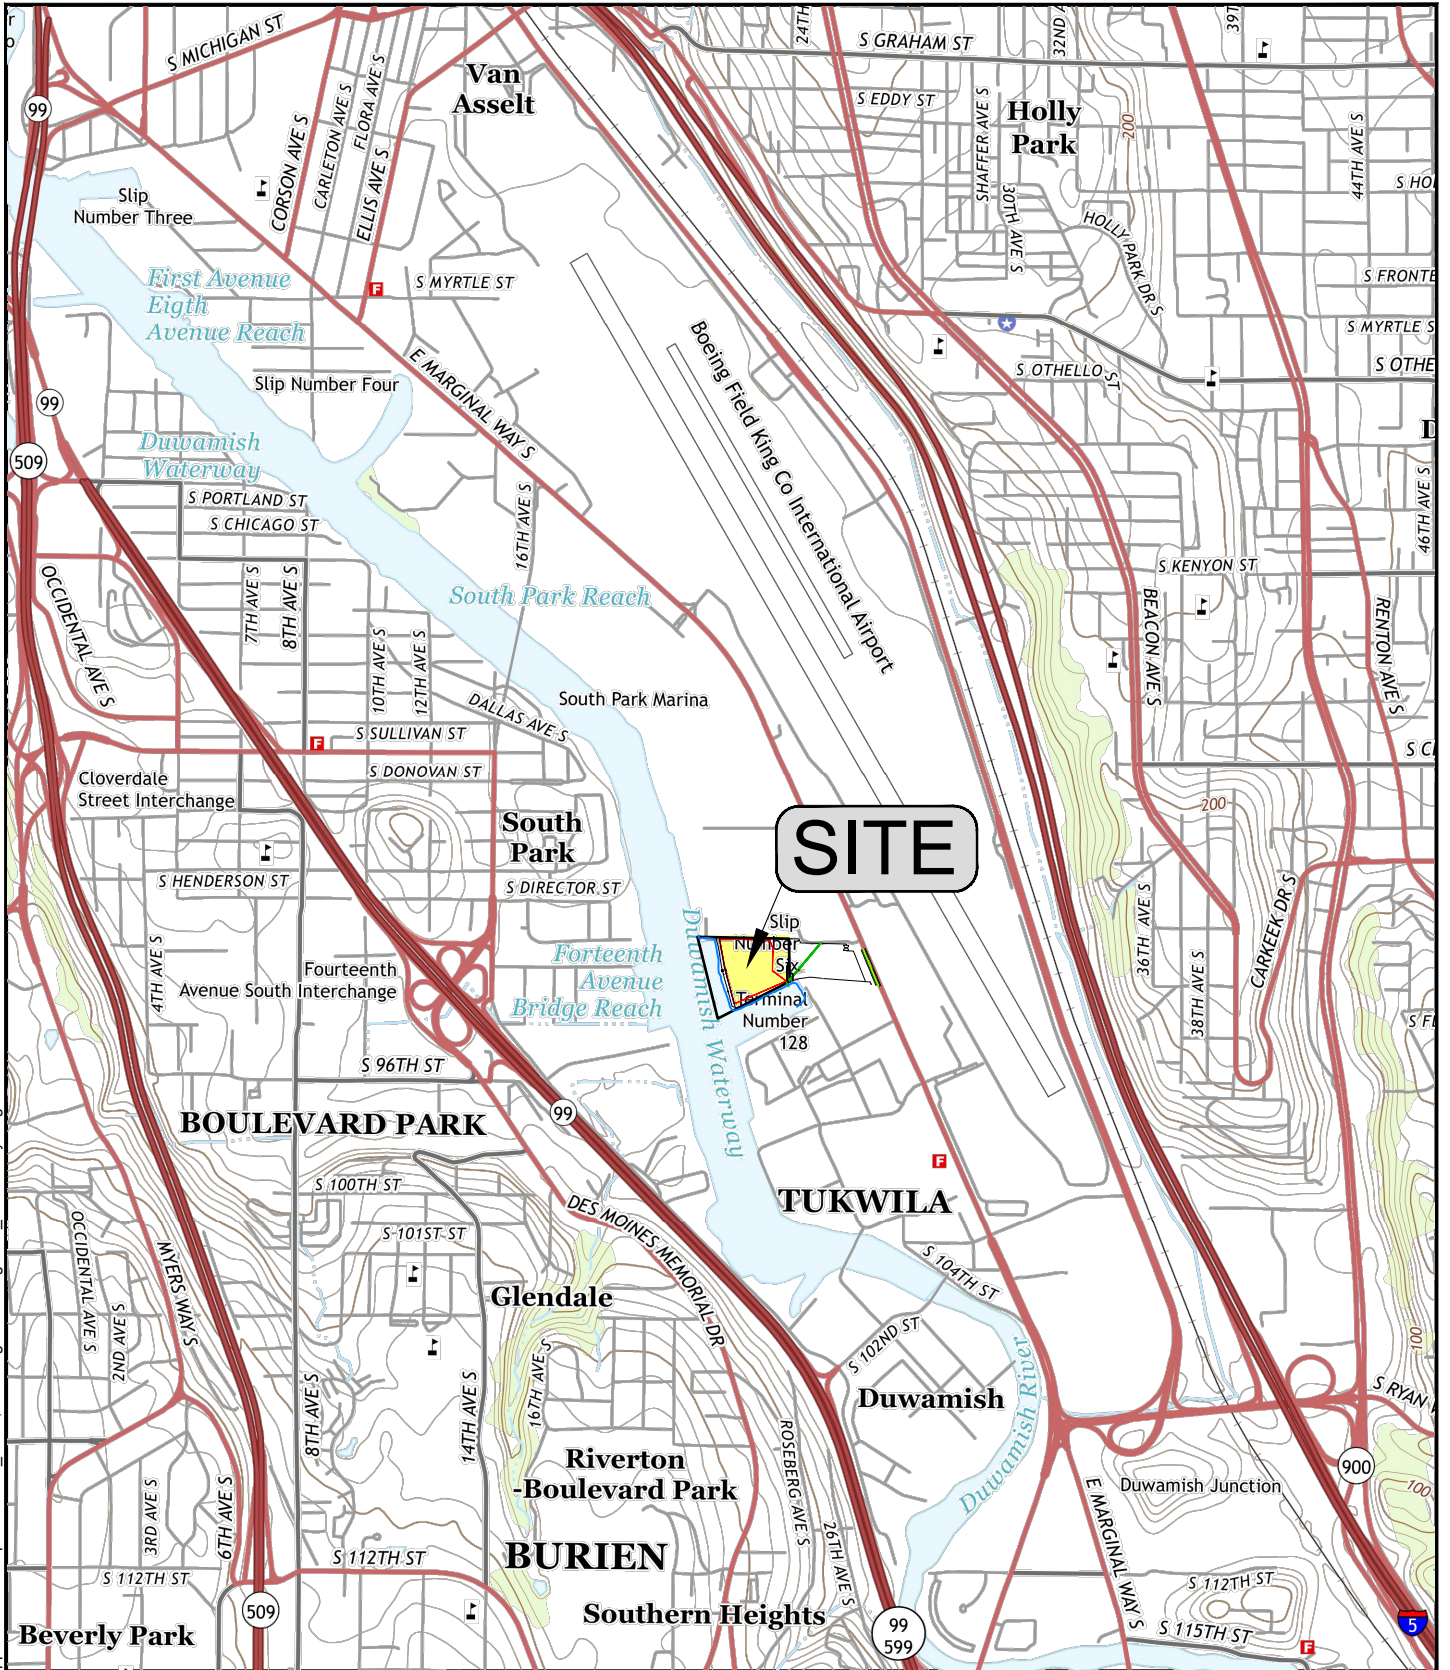 S MICHIGAN ST
Van
Asselt
24TH
S GRAHAM ST
32ND A
39T
99
CORSON AVE S
CARLETON AVE S
FLORA AVE S
ELLIS AVE S
S EDDY ST
SHAFFER AVE S
Holly
Park
200
44TH AVE S
S HO
Slip
Number Three
30TH AVE S
HOLLY PARK DR S
First Avenue
Eigth
Avenue Reach
F
S MYRTLE ST
S FRONTE
S MYRTLE S
Boeing Field King Co International Airport
S OTHELLO ST
S OTHE
Slip Number Four
E MARGINAL WAY S
99
Duwamish
Waterway
509
D
S PORTLAND ST
S CHICAGO ST
16TH AVE S
46TH AVE S
OCCIDENTAL AVE S
7TH AVE S
8TH AVE S
South Park Reach
S KENYON ST
BEACON AVE S
RENTON AVE S
10TH AVE S
12TH AVE S
DALLAS AVE S
South Park Marina
F
S SULLIVAN ST
S DONOVAN ST
S CL
Cloverdale
Street Interchange
200
South
Park
SITE
S HENDERSON ST
S DIRECTOR ST
36TH AVE S
CARKEEK DR S
4TH AVE S
Slip
Number
Six
Duwamish Waterway
Forteenth
Avenue
Bridge Reach
Fourteenth
Avenue South Interchange
Terminal
Number
128
38TH AVE S
S FL
S 96TH ST
BOULEVARD PARK
99
F
S 100TH ST
TUKWILA
DES MOINES MEMORIAL DR
S 101ST ST
OCCIDENTAL AVE S
MYERS WAY S
2ND AVE S
S 104TH ST
Glendale
S 102ND ST
Duwamish River
100
16TH AVE S
8TH AVE S
14TH AVE S
Duwamish
S RYAN W
ROSEBERG AVE S
Riverton
-Boulevard Park
900
Duwamish Junction
100
3RD AVE S
6TH AVE S
26TH AVE S
E MARGINAL WAY S
BURIEN
S 112TH ST
S 112TH ST
S 112TH ST
509
Southern Heights
99
599
S 115TH ST
F
5
Beverly Park